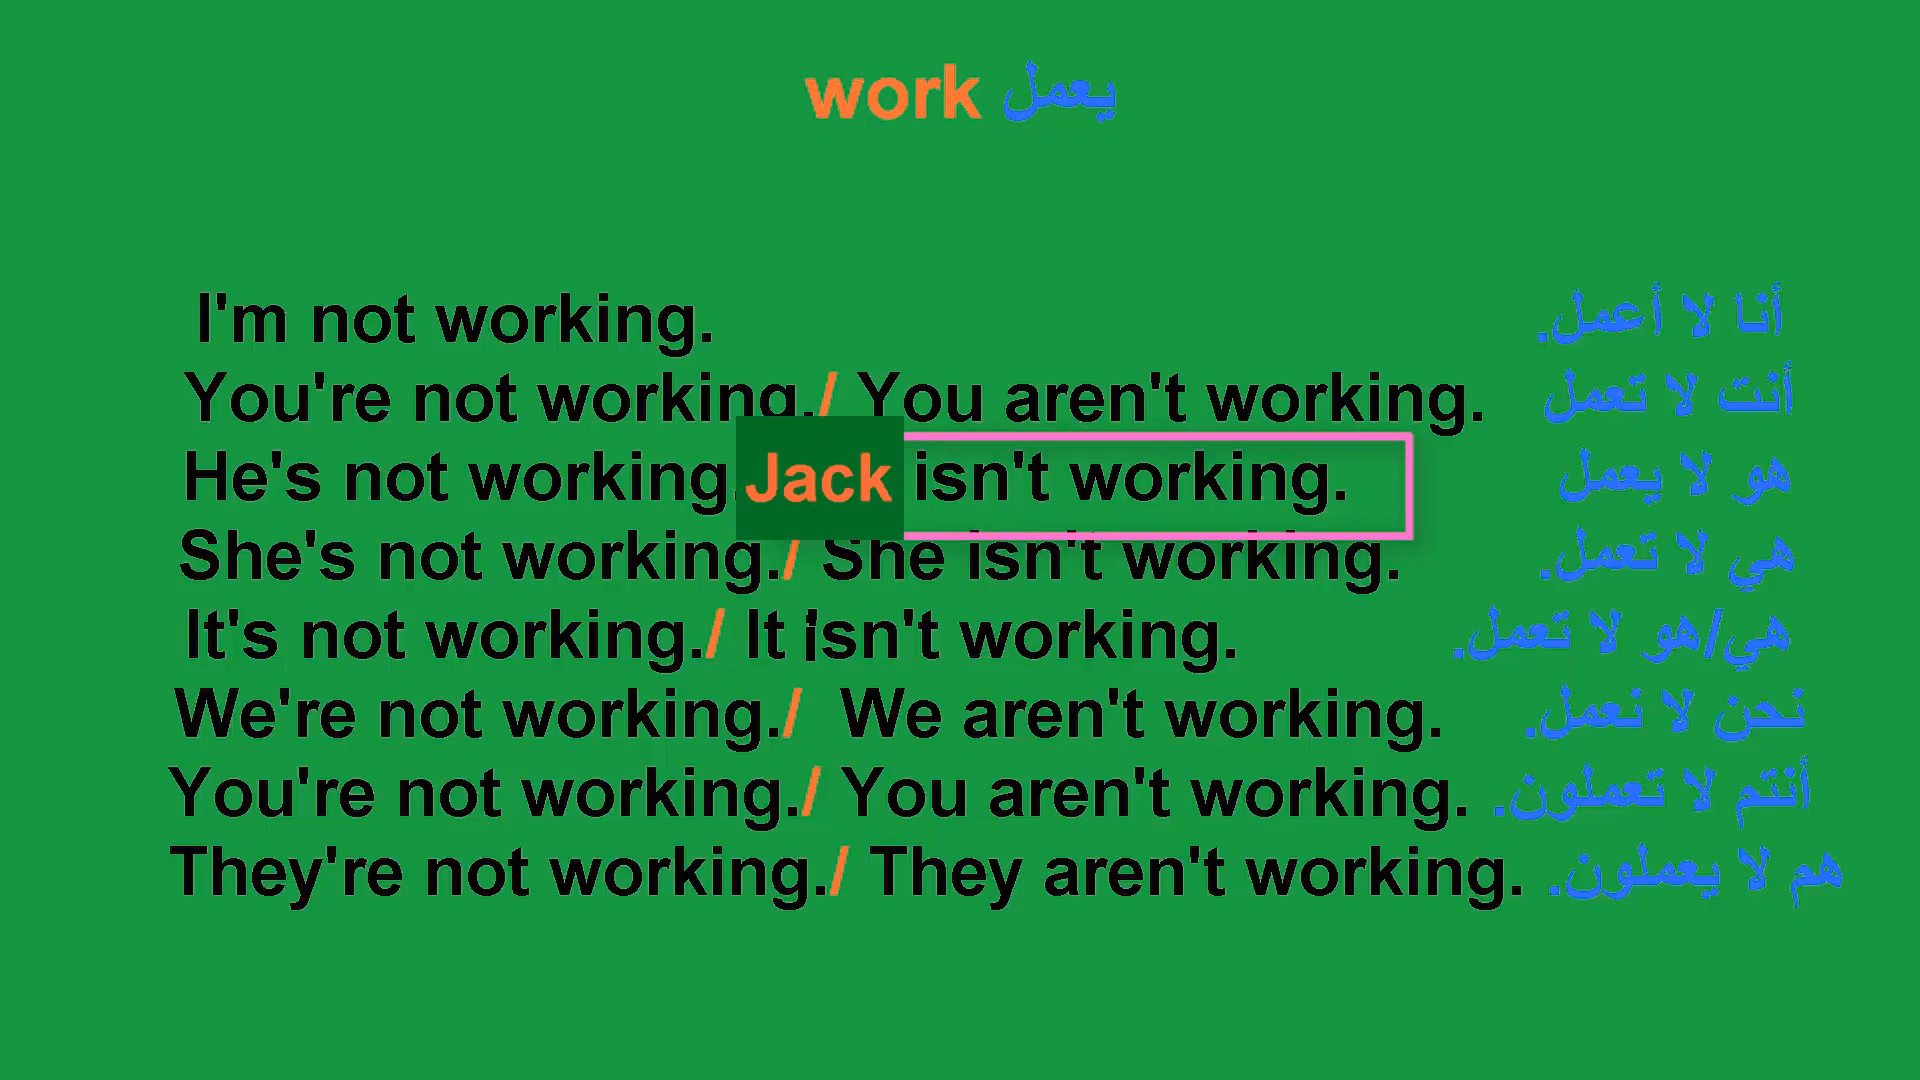 work يعمل
I'm not working. أنا لا أعمل.
You're not working./ You aren't working. أنت لا تعمل
He's not working. Jack isn't working. هو لا يعمل
She's not working./ She isn't working. هي لا تعمل.
It's not working./ It isn't working. هي/هو لا تعمل.
We're not working./ We aren't working. نحن لا نعمل.
You're not working./ You aren't working. أنتم لا تعملون.
They're not working./ They aren't working. هم لا يعملون.